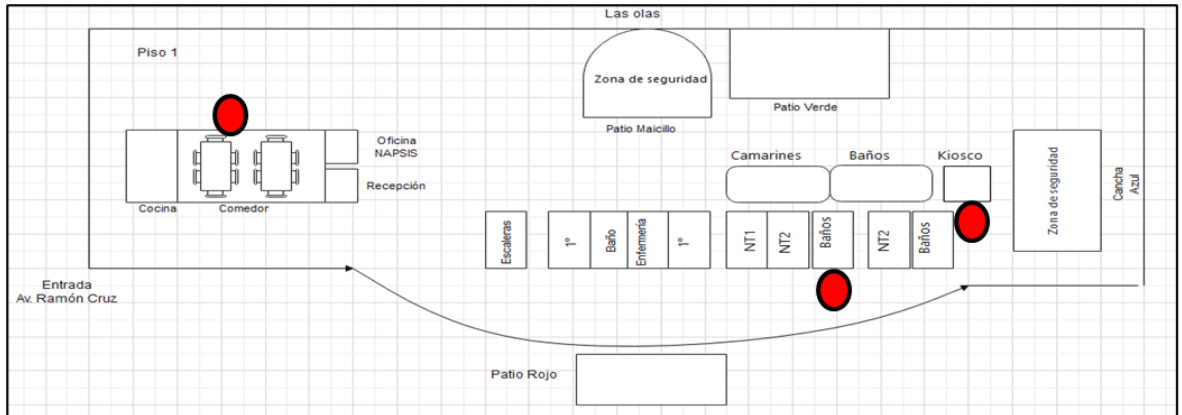 Las olas
Piso 1
Zona de seguridad
Patio Verde
Patio Maicillo
Oficina
NAPSIS
Recepción
Cocina
Comedor
Camarines
Baños
Kiosco
Zona de seguridad
Cancha
Azul
Escaleras
1º
Baño
Enfermería
1º
NT1
NT2
Baños
NT2
Baños
Entrada
Av. Ramón Cruz
Patio Rojo